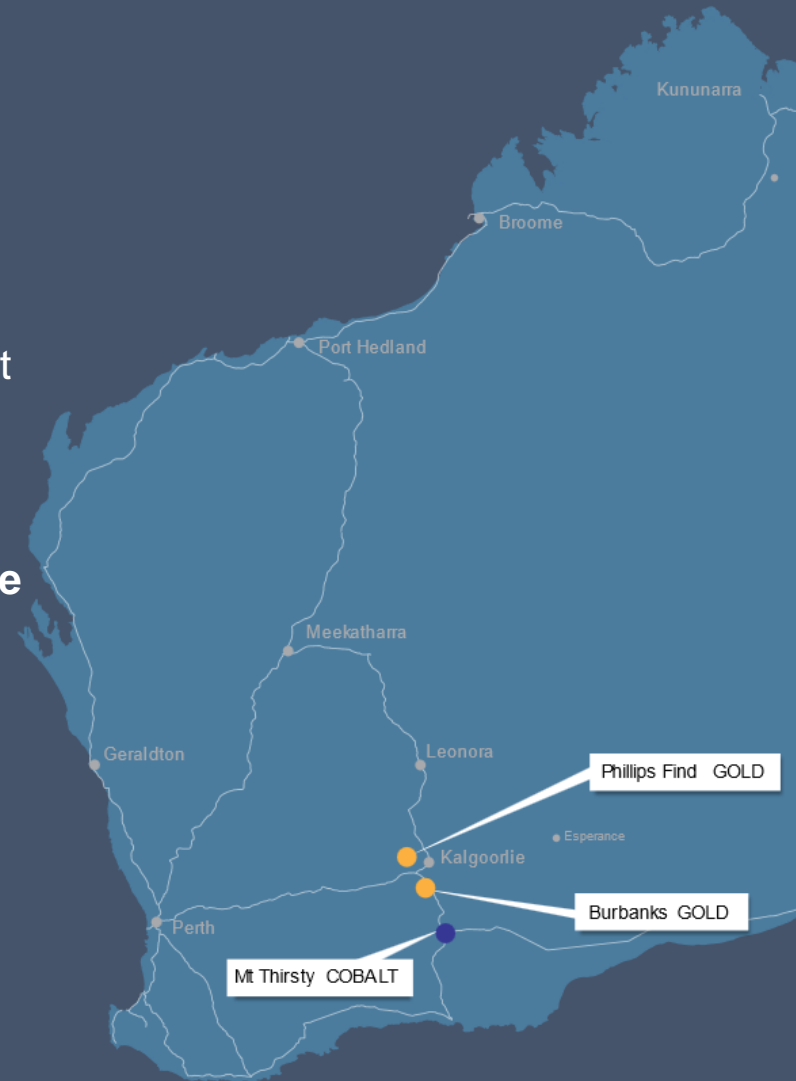 Kununarra
Broome
t
Port Hedland
e
Meekatharra
Geraldton
Leonora
Phillips Find GOLD
Esperance
Kalgoorlie
Burbanks GOLD
Perth
Mt Thirsty COBALT